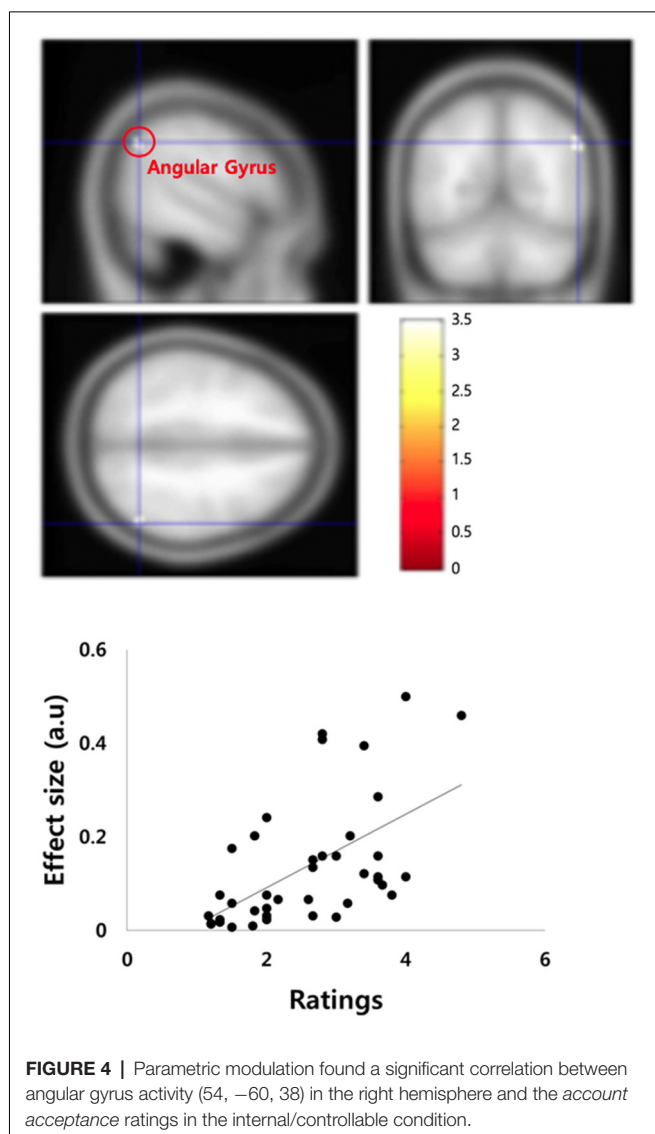 Angular Gyrus
3.5
3
2.5
2
1.5
1
0.5
0
0.6
0.4
0.2
0
Effect size (a.u)
0 2 4 6
Ratings
FIGURE 4 | Parametric modulation found a significant correlation between
angular gyrus activity (54, −60, 38) in the right hemisphere and the account
acceptance ratings in the internal/controllable condition.